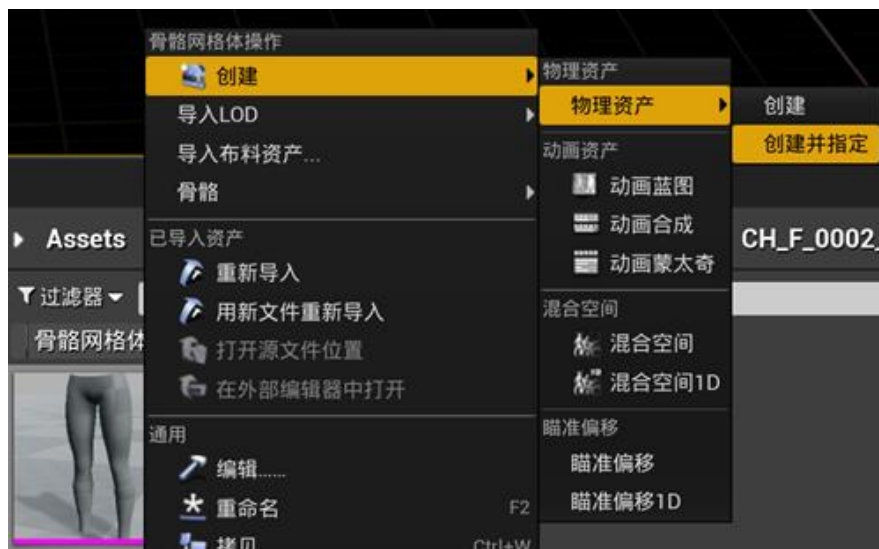 骨骼网格体操作
创建
导入LOD
导入布料资产...
骨骼
已导入资产
重新导入
用新文件重新导入
打开源文件位置
在外部编辑器中打开
通用
编辑......
重命名 F2
拷贝 Ctrl+W
物理资产
物理资产
动画资产
动画蓝图
动画合成
动画蒙太奇
混合空间
混合空间
混合空间1D
瞄准偏移
瞄准偏移
瞄准偏移1D
创建
创建并指定
Assets
CH_F_0002_
过滤器
骨骼网格体